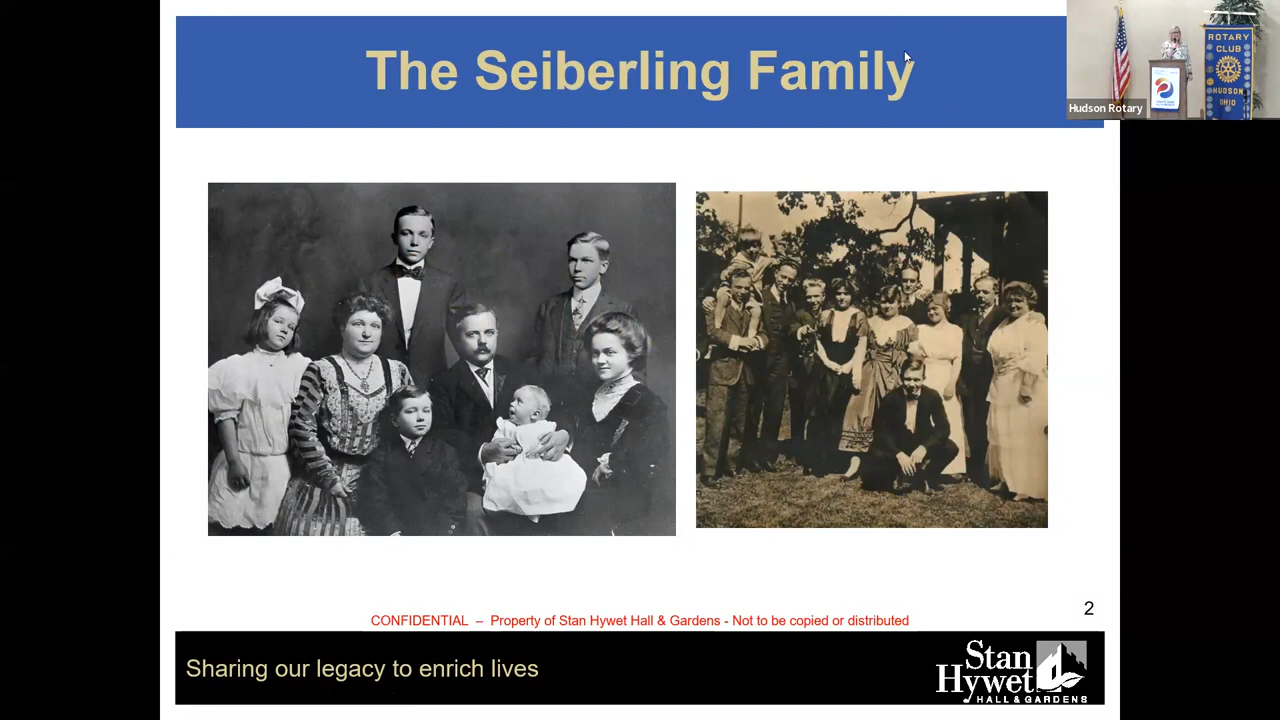 The Seiberling Family
ROTARY
CLUB
HUDSON
OHIO
Hudson Rotary
2
CONFIDENTIAL – Property of Stan Hywet Hall & Gardens - Not to be copied or distributed
Sharing our legacy to enrich lives
Stan
Hywet
HALL & GARDENS